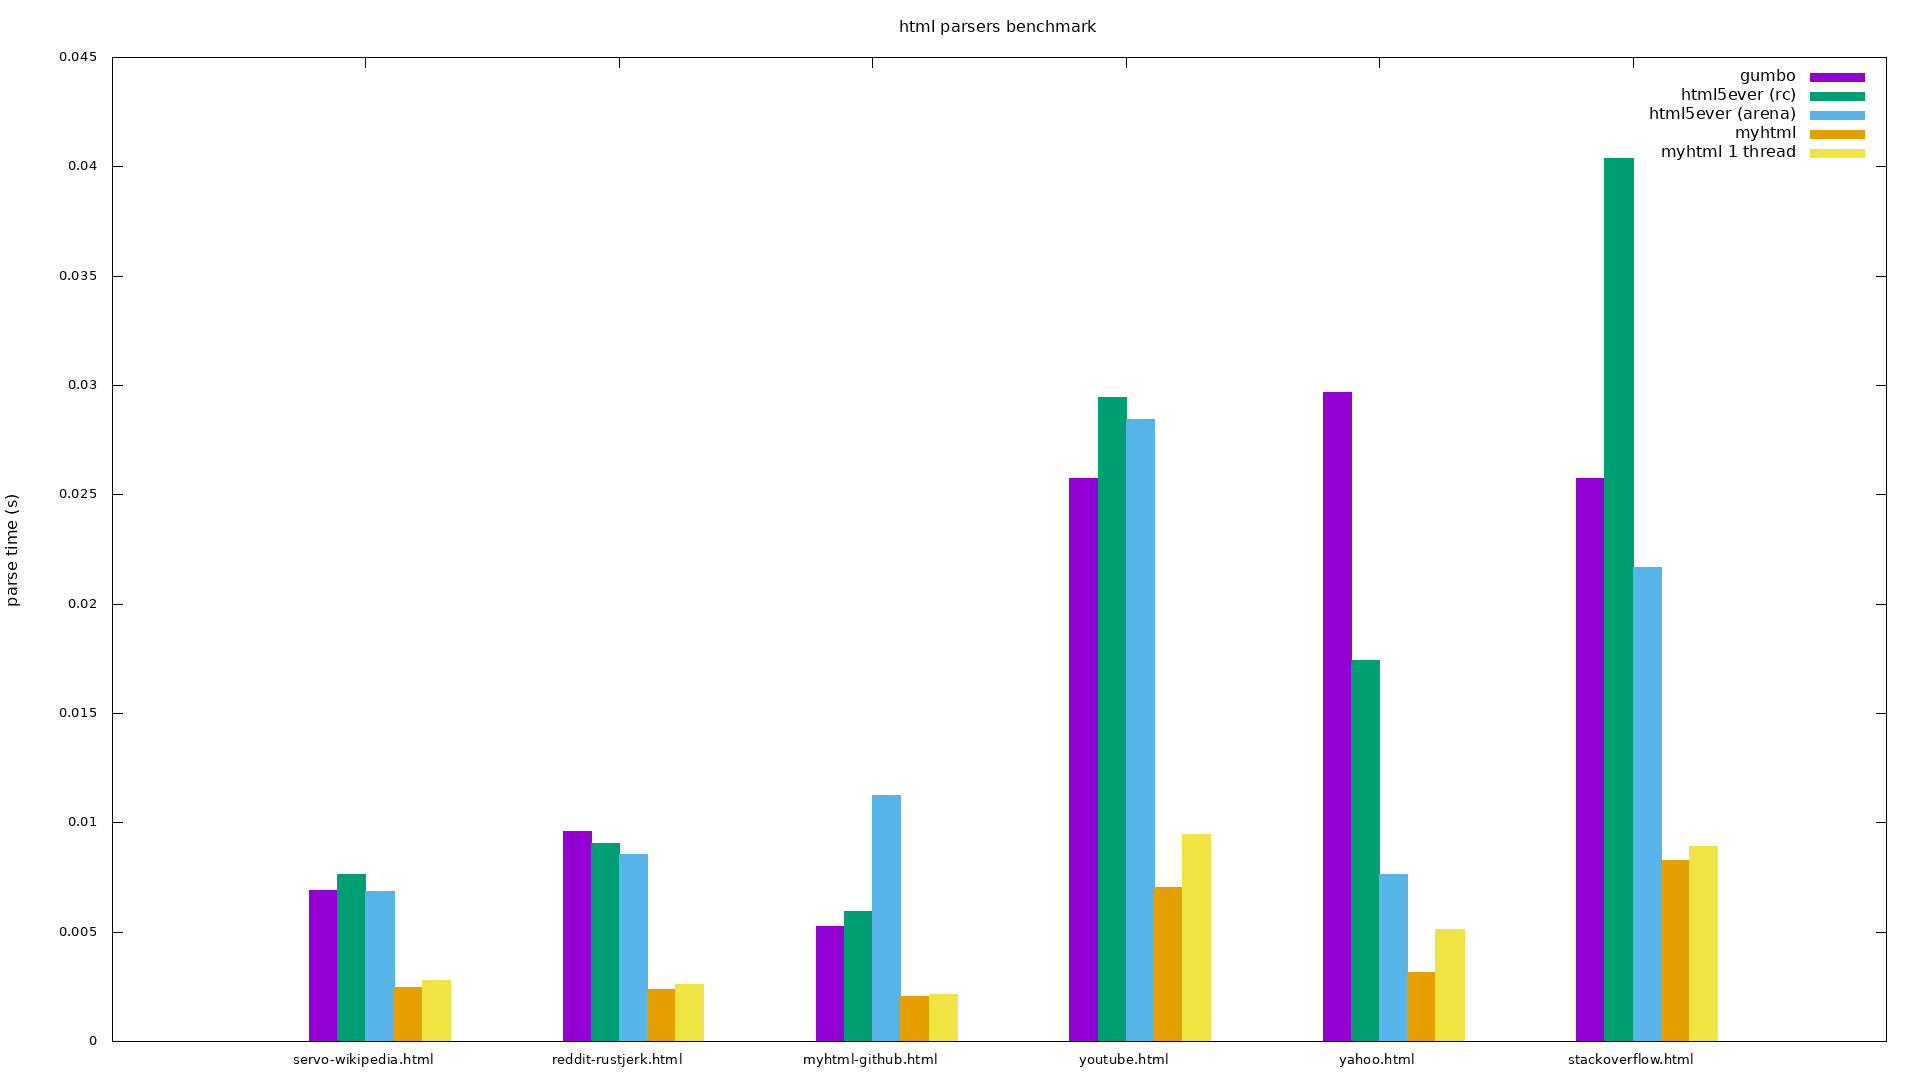 html parsers benchmark
0.045
0.04
0.035
0.03
0.025
0.02
0.015
0.01
0.005
0
parse time (s)
gumbo
html5ever (rc)
html5ever (arena)
myhtml
myhtml 1 thread
servo-wikipedia.html
reddit-rustjerk.html
myhtml-github.html
youtube.html
yahoo.html
stackoverflow.html